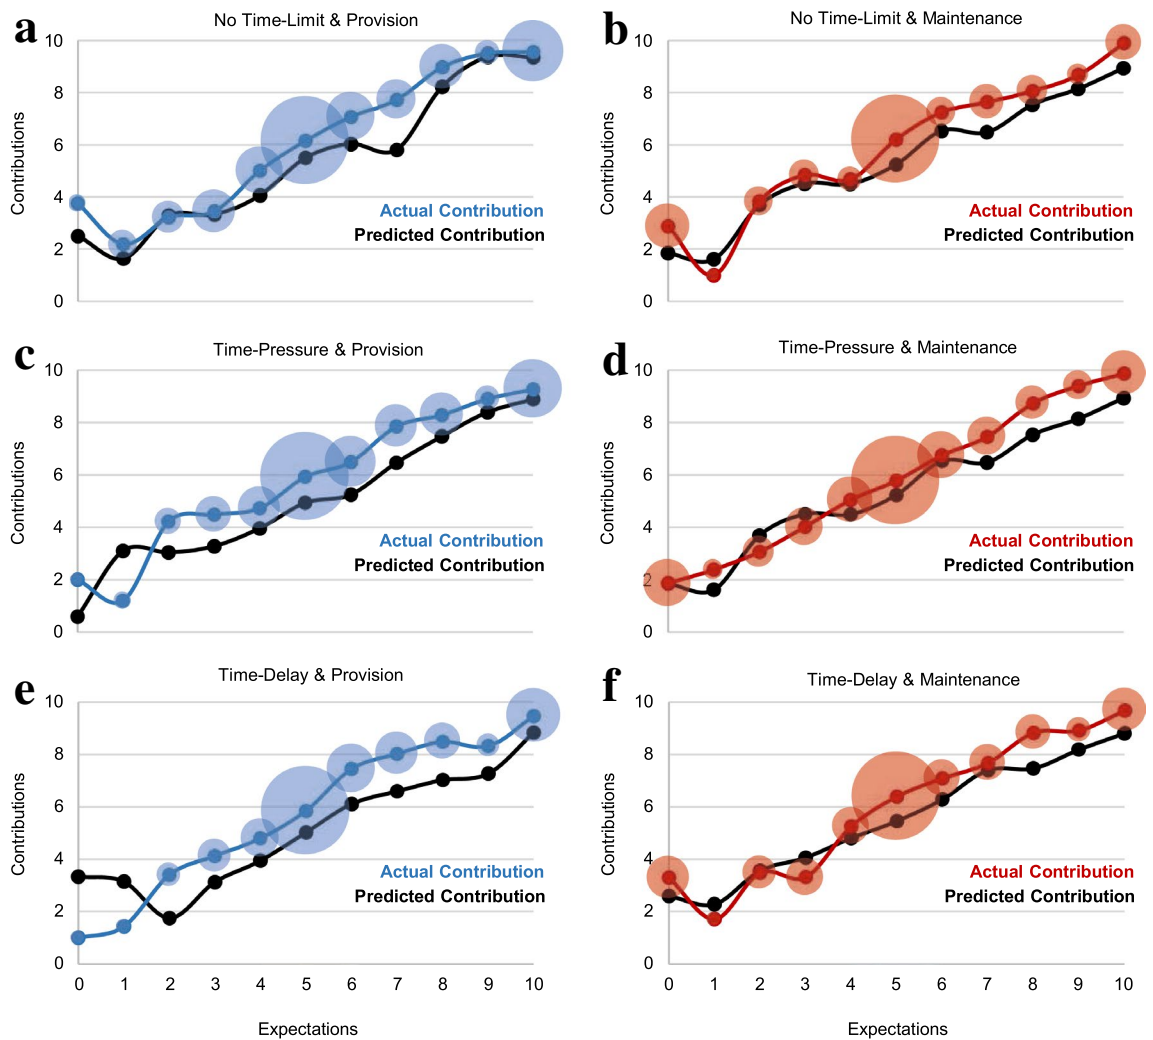 a
No Time-Limit & Provision
10
8
6
4
2
0
Contributions
Actual Contribution
Predicted Contribution
b
No Time-Limit & Maintenance
10
8
6
4
2
0
Contributions
Actual Contribution
Predicted Contribution
c
Time-Pressure & Provision
10
8
6
4
2
0
Contributions
Actual Contribution
Predicted Contribution
d
Time-Pressure & Maintenance
10
8
6
4
2
0
Contributions
Actual Contribution
Predicted Contribution
e
Time-Delay & Provision
10
8
6
4
2
0
Contributions
Actual Contribution
Predicted Contribution
0 1 2 3 4 5 6 7 8 9 10
Expectations
f
Time-Delay & Maintenance
10
8
6
4
2
0
Contributions
Actual Contribution
Predicted Contribution
0 1 2 3 4 5 6 7 8 9 10
Expectations